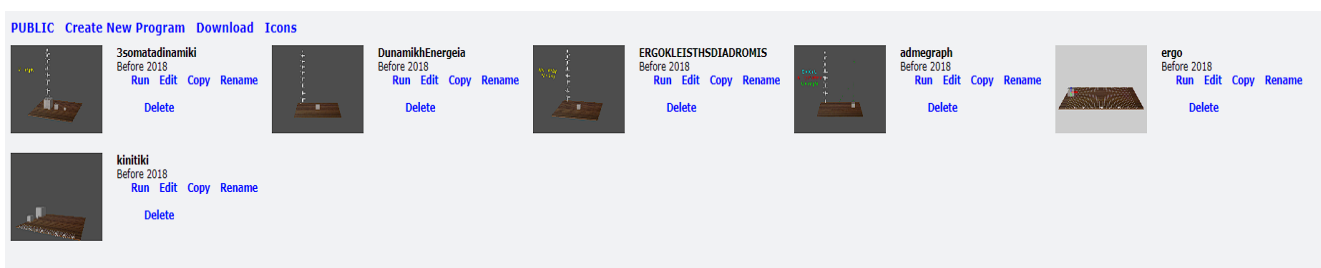 PUBLIC Create New Program Download Icons
3somatadinamiki
Before 2018
Run Edit Copy Rename
Delete
DunamikhEnergeia
Before 2018
Run Edit Copy Rename
Delete
ERGOKLEISTHSDIADROMIS
Before 2018
Run Edit Copy Rename
Delete
admegraph
Before 2018
Run Edit Copy Rename
Delete
ergo
Before 2018
Run Edit Copy Rename
Delete
kinitiki
Before 2018
Run Edit Copy Rename
Delete